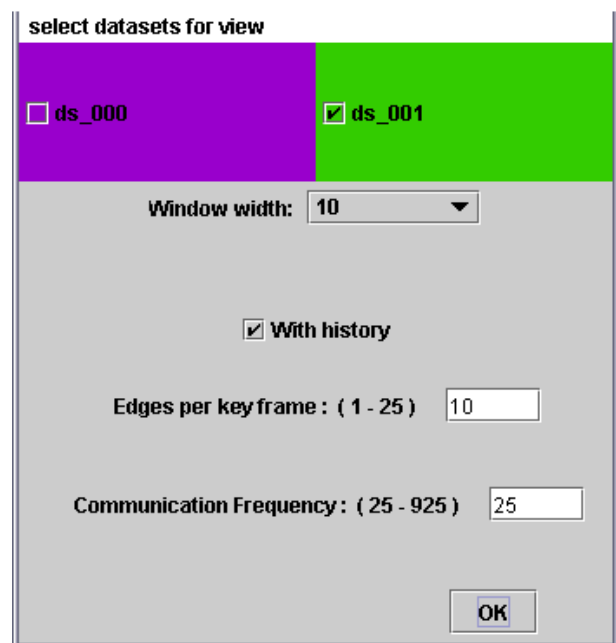 select datasets for view
ds_000 ds_001
Window width: 10
With history
Edges per key frame : ( 1 - 25 ) 10
Communication Frequency : ( 25 - 925 ) 25
OK